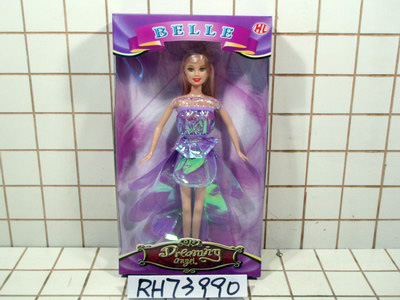 BELLE
HL
Dreaming
angel
RH73990